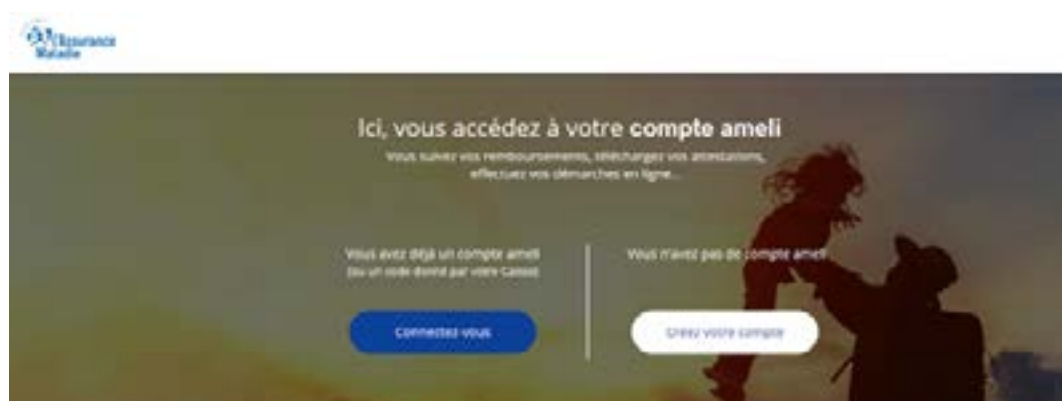 l'Assurance
Maladie
Ici, vous accédez à votre compte ameli
Vous suivez vos remboursements, téléchargez vos attestations,
effectuez vos démarches en ligne...
Vous avez déjà un compte ameli
(ou un code donné par votre caisse)
Connectez-vous
Vous n'avez pas de compte ameli
Créez votre compte